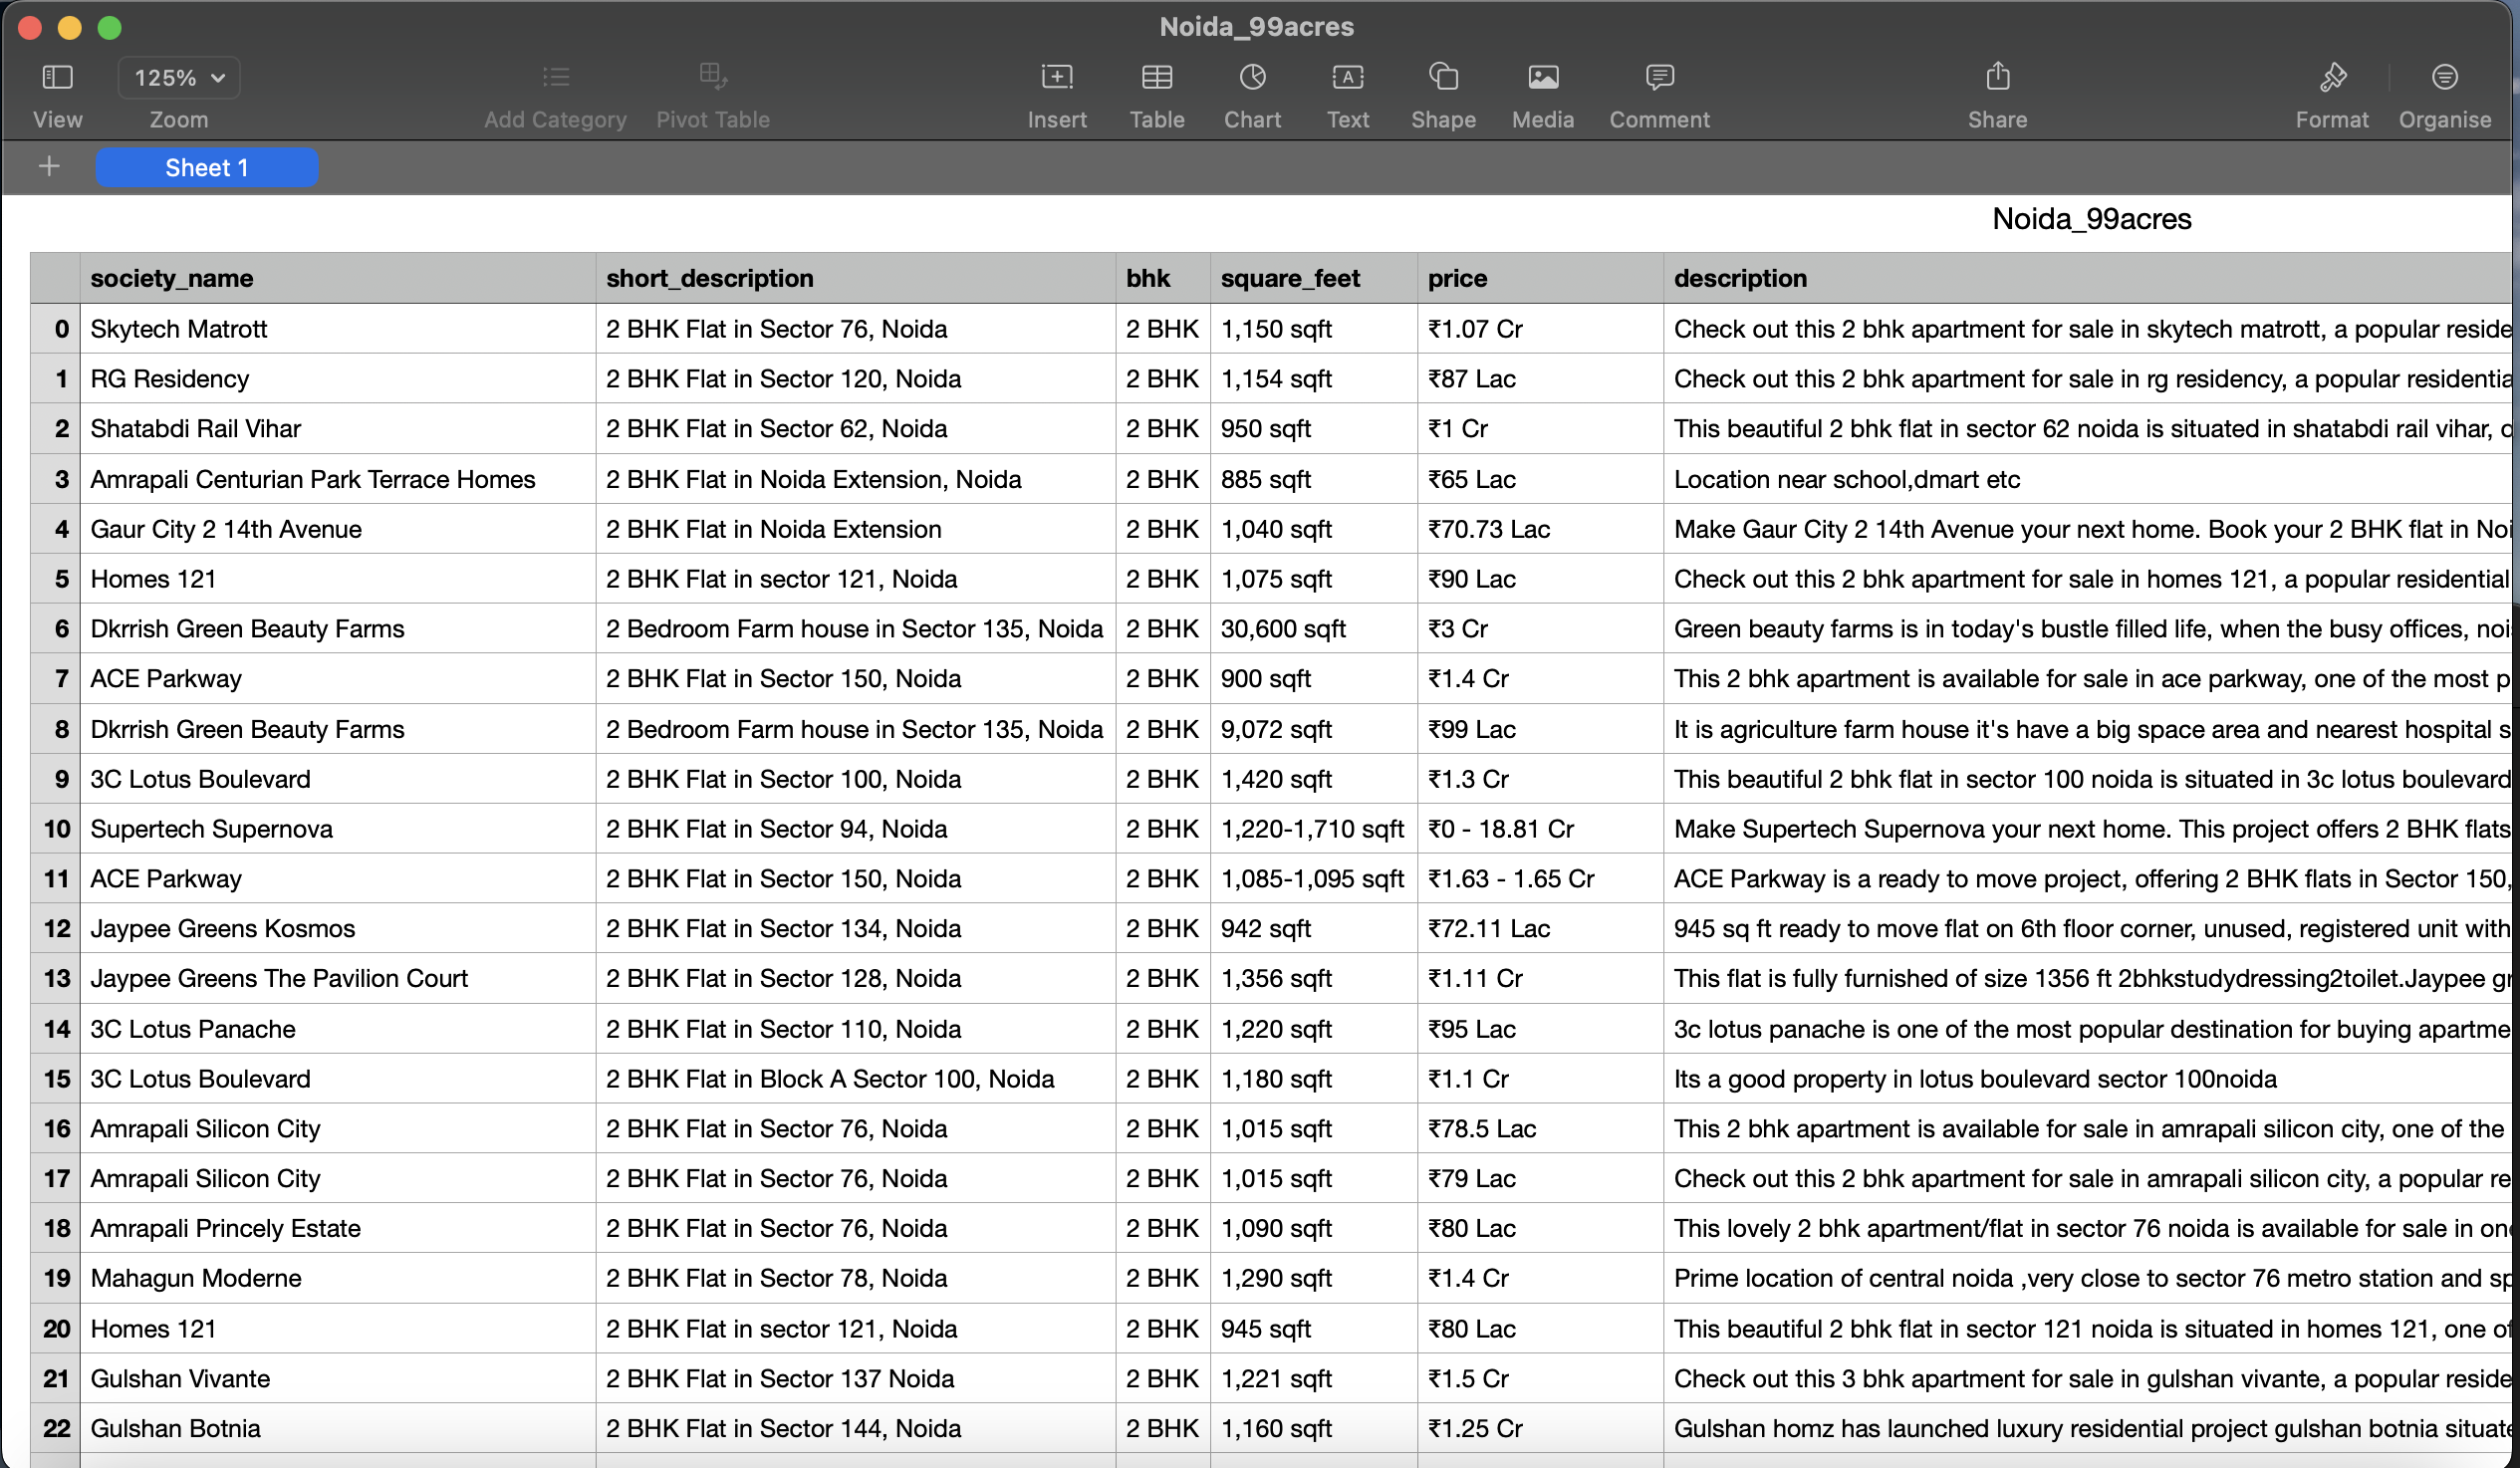 Noida_99acres
125%
View Zoom Add Category Pivot Table Insert Table Chart Text Shape Media Comment Share Format Organise
Sheet 1
Noida_99acres
society_name short_description bhk square_feet price description
0 Skytech Matrott 2 BHK Flat in Sector 76, Noida 2 BHK 1,150 sqft ₹1.07 Cr Check out this 2 bhk apartment for sale in skytech matrott, a popular reside
1 RG Residency 2 BHK Flat in Sector 120, Noida 2 BHK 1,154 sqft ₹87 Lac Check out this 2 bhk apartment for sale in rg residency, a popular residentia
2 Shatabdi Rail Vihar 2 BHK Flat in Sector 62, Noida 2 BHK 950 sqft ₹1 Cr This beautiful 2 bhk flat in sector 62 noida is situated in shatabdi rail vihar,
3 Amrapali Centurian Park Terrace Homes 2 BHK Flat in Noida Extension, Noida 2 BHK 885 sqft ₹65 Lac Location near school,dmart etc
4 Gaur City 2 14th Avenue 2 BHK Flat in Noida Extension 2 BHK 1,040 sqft ₹70.73 Lac Make Gaur City 2 14th Avenue your next home. Book your 2 BHK flat in Noi
5 Homes 121 2 BHK Flat in sector 121, Noida 2 BHK 1,075 sqft ₹90 Lac Check out this 2 bhk apartment for sale in homes 121, a popular residential
6 Dkrrish Green Beauty Farms 2 Bedroom Farm house in Sector 135, Noida 2 BHK 30,600 sqft ₹3 Cr Green beauty farms is in today's bustle filled life, when the busy offices, noi
7 ACE Parkway 2 BHK Flat in Sector 150, Noida 2 BHK 900 sqft ₹1.4 Cr This 2 bhk apartment is available for sale in ace parkway, one of the most p
8 Dkrrish Green Beauty Farms 2 Bedroom Farm house in Sector 135, Noida 2 BHK 9,072 sqft ₹99 Lac It is agriculture farm house it's have a big space area and nearest hospital s
9 3C Lotus Boulevard 2 BHK Flat in Sector 100, Noida 2 BHK 1,420 sqft ₹1.3 Cr This beautiful 2 bhk flat in sector 100 noida is situated in 3c lotus boulevard
10 Supertech Supernova 2 BHK Flat in Sector 94, Noida 2 BHK 1,220-1,710 sqft ₹0 - 18.81 Cr Make Supertech Supernova your next home. This project offers 2 BHK flats
11 ACE Parkway 2 BHK Flat in Sector 150, Noida 2 BHK 1,085-1,095 sqft ₹1.63 - 1.65 Cr ACE Parkway is a ready to move project, offering 2 BHK flats in Sector 150,
12 Jaypee Greens Kosmos 2 BHK Flat in Sector 134, Noida 2 BHK 942 sqft ₹72.11 Lac 945 sq ft ready to move flat on 6th floor corner, unused, registered unit with
13 Jaypee Greens The Pavilion Court 2 BHK Flat in Sector 128, Noida 2 BHK 1,356 sqft ₹1.11 Cr This flat is fully furnished of size 1356 ft 2bhkstudydressing2toilet.Jaypee gr
14 3C Lotus Panache 2 BHK Flat in Sector 110, Noida 2 BHK 1,220 sqft ₹95 Lac 3c lotus panache is one of the most popular destination for buying apartme
15 3C Lotus Boulevard 2 BHK Flat in Block A Sector 100, Noida 2 BHK 1,180 sqft ₹1.1 Cr Its a good property in lotus boulevard sector 100noida
16 Amrapali Silicon City 2 BHK Flat in Sector 76, Noida 2 BHK 1,015 sqft ₹78.5 Lac This 2 bhk apartment is available for sale in amrapali silicon city, one of the
17 Amrapali Silicon City 2 BHK Flat in Sector 76, Noida 2 BHK 1,015 sqft ₹79 Lac Check out this 2 bhk apartment for sale in amrapali silicon city, a popular re
18 Amrapali Princely Estate 2 BHK Flat in Sector 76, Noida 2 BHK 1,090 sqft ₹80 Lac This lovely 2 bhk apartment/flat in sector 76 noida is available for sale in one
19 Mahagun Moderne 2 BHK Flat in Sector 78, Noida 2 BHK 1,290 sqft ₹1.4 Cr Prime location of central noida ,very close to sector 76 metro station and sp
20 Homes 121 2 BHK Flat in sector 121, Noida 2 BHK 945 sqft ₹80 Lac This beautiful 2 bhk flat in sector 121 noida is situated in homes 121, one of
21 Gulshan Vivante 2 BHK Flat in Sector 137 Noida 2 BHK 1,221 sqft ₹1.5 Cr Check out this 3 bhk apartment for sale in gulshan vivante, a popular reside
22 Gulshan Botnia 2 BHK Flat in Sector 144, Noida 2 BHK 1,160 sqft ₹1.25 Cr Gulshan homz has launched luxury residential project gulshan botnia situate